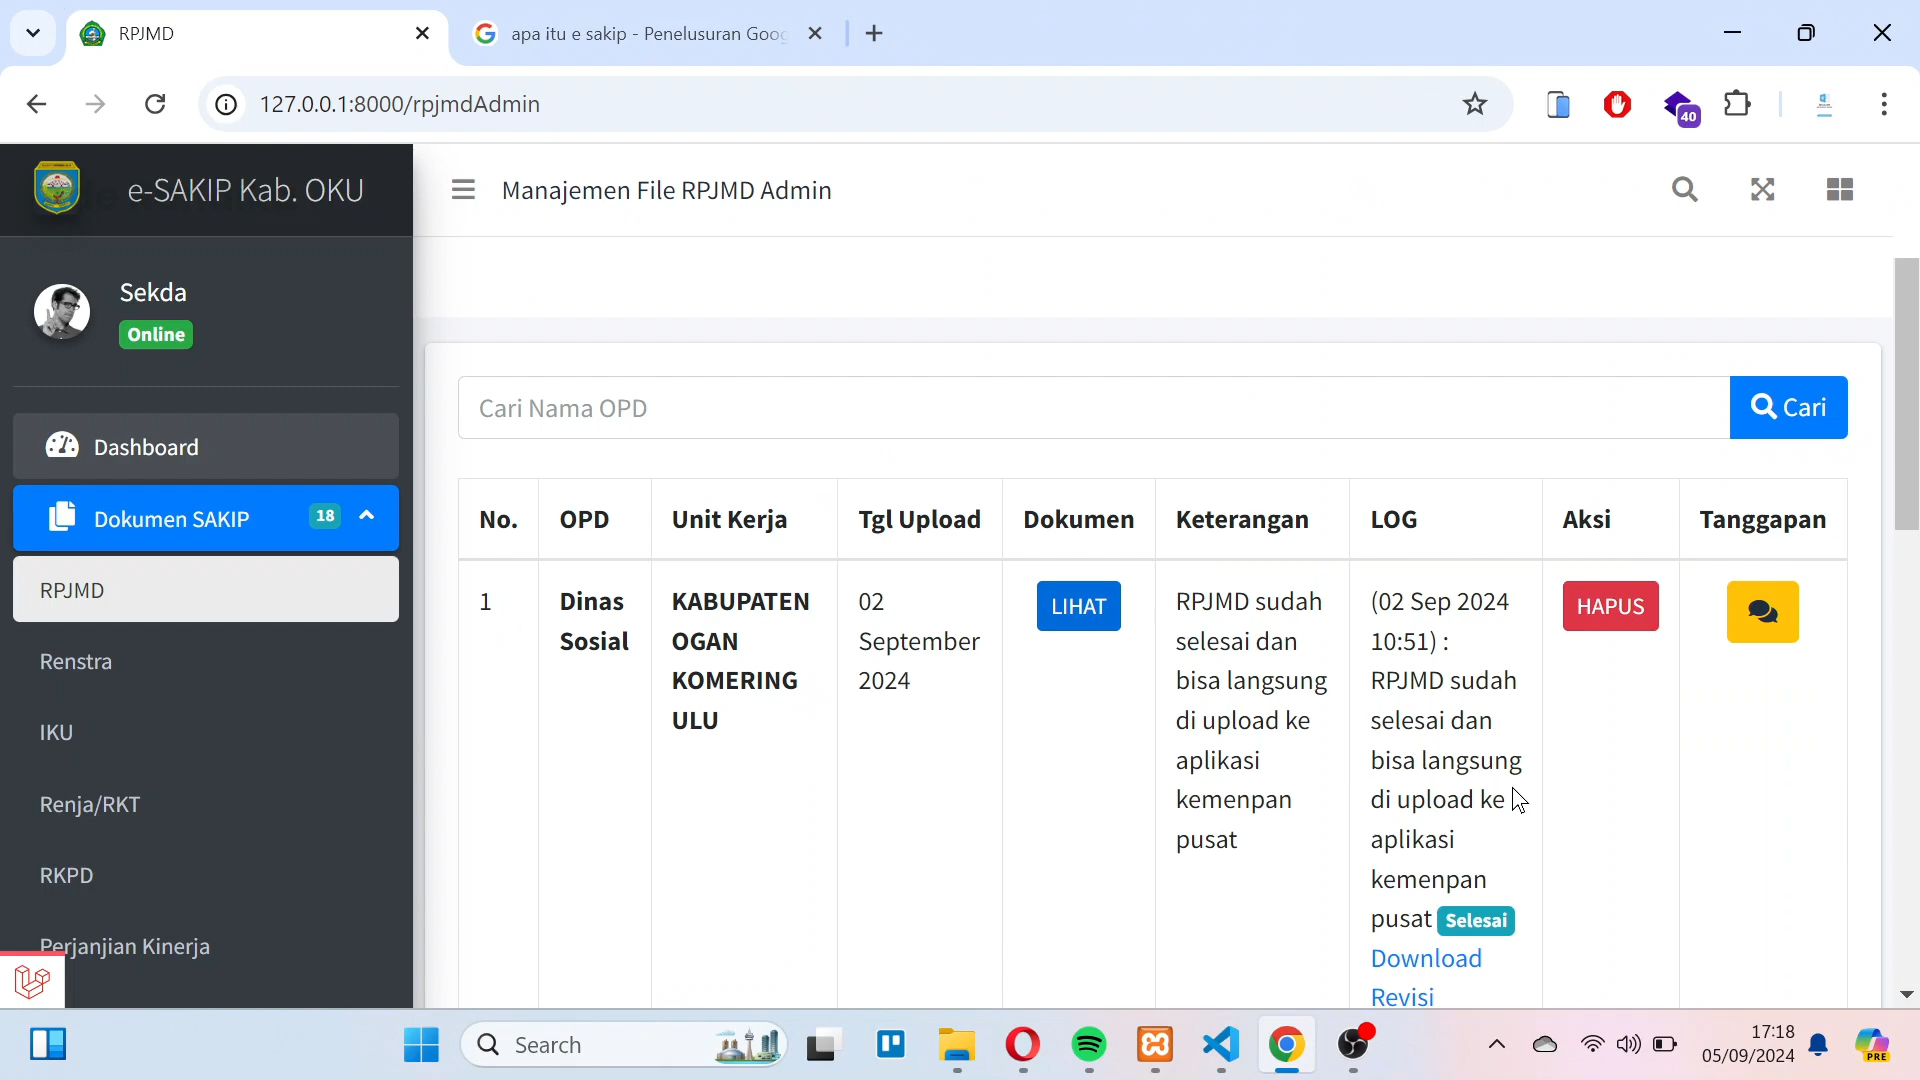 RPJMD
apa itu e sakip - Penelusuran Goog
127.0.0.1:8000/rpjmdAdmin
40
e-SAKIP Kab. OKU
Manajemen File RPJMD Admin
Sekda
Online
Dashboard
Dokumen SAKIP 18
RPJMD
Renstra
IKU
Renja/RKT
RKPD
Perjanjian Kinerja
Cari Nama OPD
Cari
No. OPD Unit Kerja Tgl Upload Dokumen Keterangan LOG Aksi Tanggapan
1
Dinas
Sosial
KABUPATEN
OGAN
KOMERING
ULU
02
September
2024
LIHAT
RPJMD sudah
selesai dan
bisa langsung
di upload ke
aplikasi
kemenpan
pusat
(02 Sep 2024
10:51) :
RPJMD sudah
selesai dan
bisa langsung
di upload ke
aplikasi
kemenpan
pusat Selesai
Download
Revisi
HAPUS
Search
17:18
05/09/2024
PRE